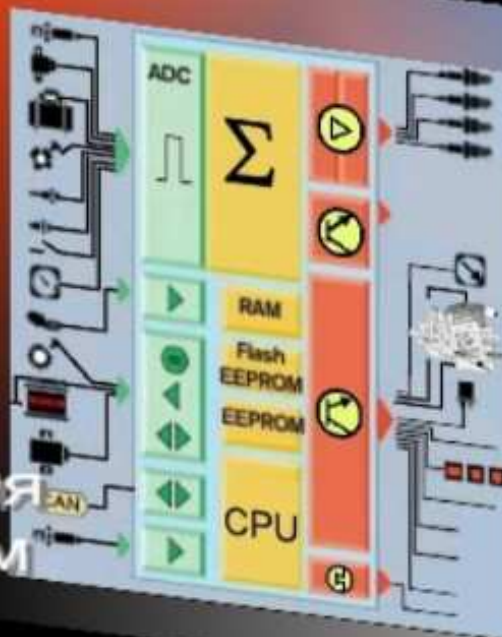 ADC
Σ
RAM
Flash
EEPROM
EEPROM
CPU
CAN
Я
М